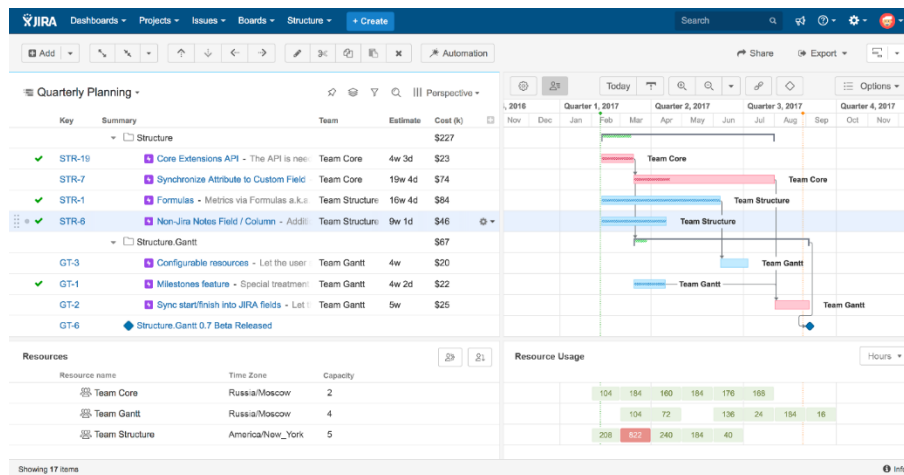 JIRA Dashboards Projects Issues Boards Structure + Create Search
Add Automation Share Export
Quarterly Planning Perspective Today Options
, 2016 Quarter 1, 2017 Quarter 2, 2017 Quarter 3, 2017 Quarter 4, 2017
Key Summary Team Estimate Cost (k) Nov Dec Jan Feb Mar Apr May Jun Jul Aug Sep Oct Nov
Structure $227
STR-19 Core Extensions API - The API is nee Team Core 4w 3d $23 Team Core
STR-7 Synchronize Attribute to Custom Field Team Core 19w 4d $74 Team Core
STR-1 Formulas - Metrics via Formulas a.k.a Team Structure 16w 4d $84 Team Structure
STR-6 Non-Jira Notes Field / Column - Additi Team Structure 9w 1d $46 Team Structure
Structure.Gantt $67
GT-3 Configurable resources - Let the user Team Gantt 4w $20 Team Gantt
GT-1 Milestones feature - Special treatment Team Gantt 4w 2d $22 Team Gantt
GT-2 Sync start/finish into JIRA fields - Let Team Gantt 5w $25 Team Gantt
GT-6 Structure.Gantt 0.7 Beta Released
Resources Resource Usage Hours
Resource name Time Zone Capacity
Team Core Russia/Moscow 2 104 184 160 184 176 168
Team Gantt Russia/Moscow 4 104 72 136 24 184 16
Team Structure America/New_York 5 208 822 240 184 40
Showing 17 items Info